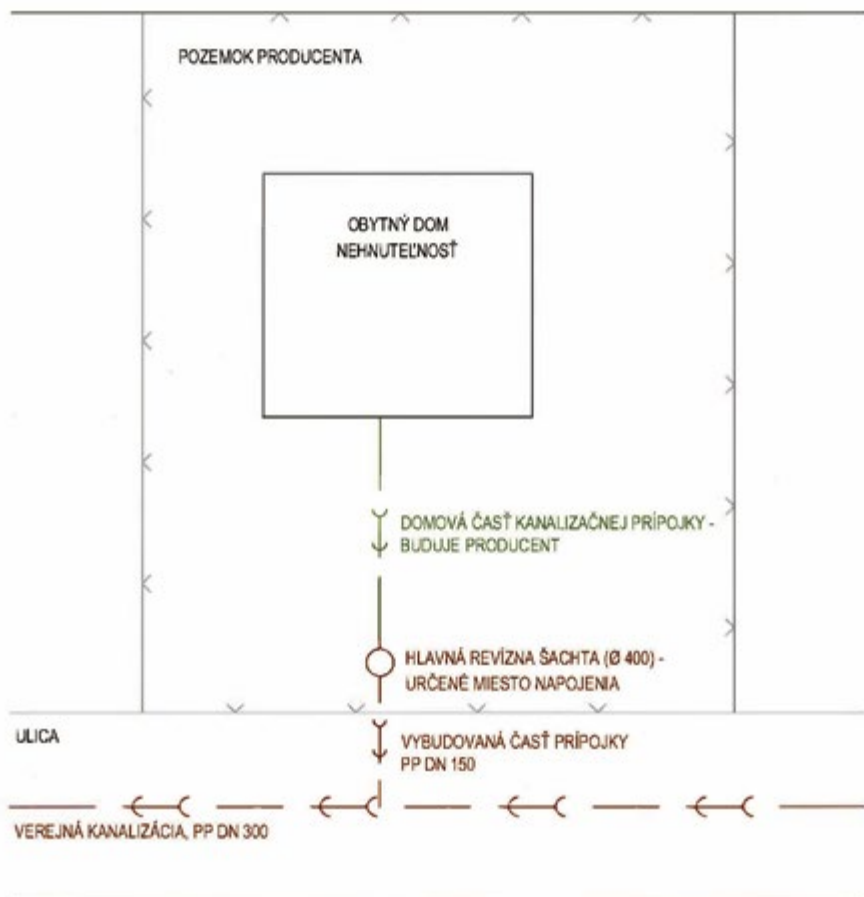 POZEMOK PRODUCENTA
OBYTNÝ DOM
NEHNUTEĽNOSŤ
DOMOVÁ ČASŤ KANALIZAČNEJ PRÍPOJKY -
BUDUJE PRODUCENT
HLAVNÁ REVÍZNA ŠACHTA (Ø 400) -
URČENÉ MIESTO NAPOJENIA
ULICA
VYBUDOVANÁ ČASŤ PRÍPOJKY
PP DN 150
VEREJNÁ KANALIZÁCIA, PP DN 300